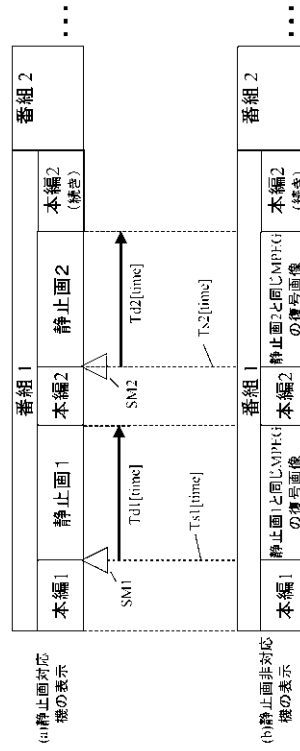 (a)静止画対応
機の表示
番組1
番組2
...
本編1
静止画1
本編2
静止画2
本編2
(続き)
SM1
Td1[time]
SM2
Td2[time]
Ts1[time]
Ts2[time]
(b)静止画非対応
機の表示
番組1
番組2
...
本編1
静止画1と同じMPEG
の復号画像
本編2
静止画2と同じMPEG
の復号画像
本編2
(続き)